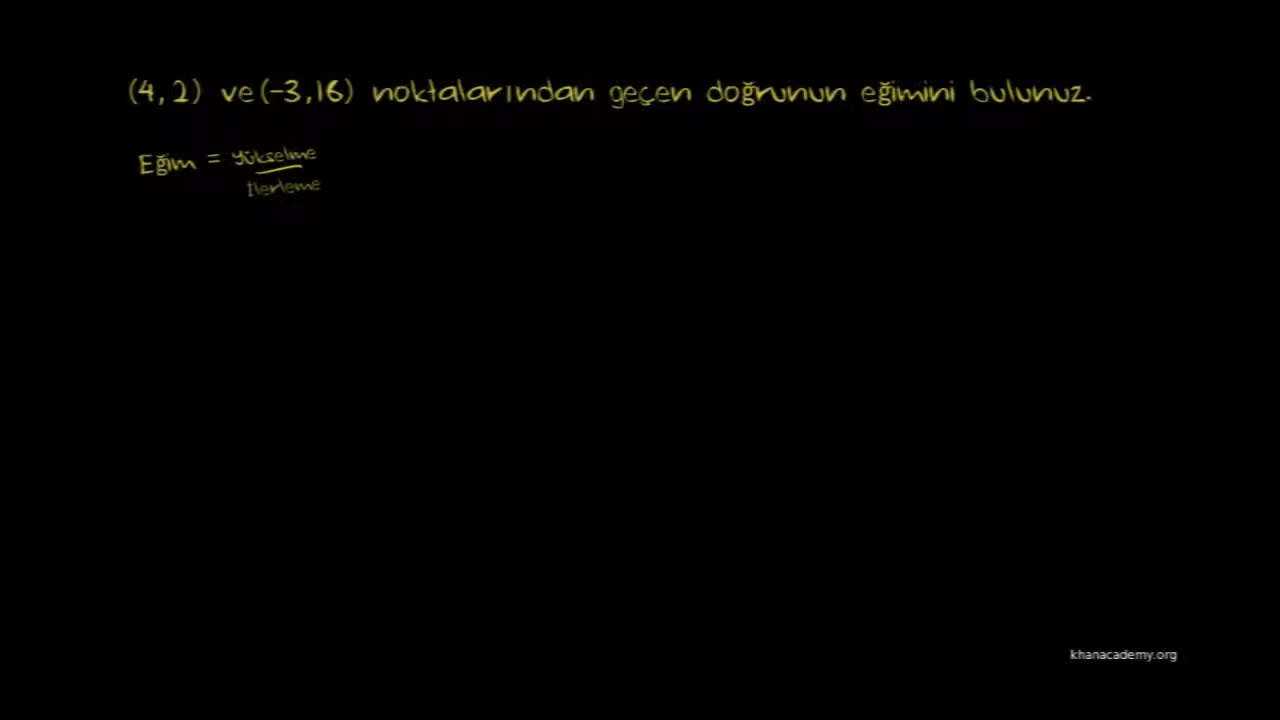 (4,2) ve (-3,16) noktalarından geçen doğrunun eğimini bulunuz.
Eğim = yükselme
İlerleme
khanacademy.org